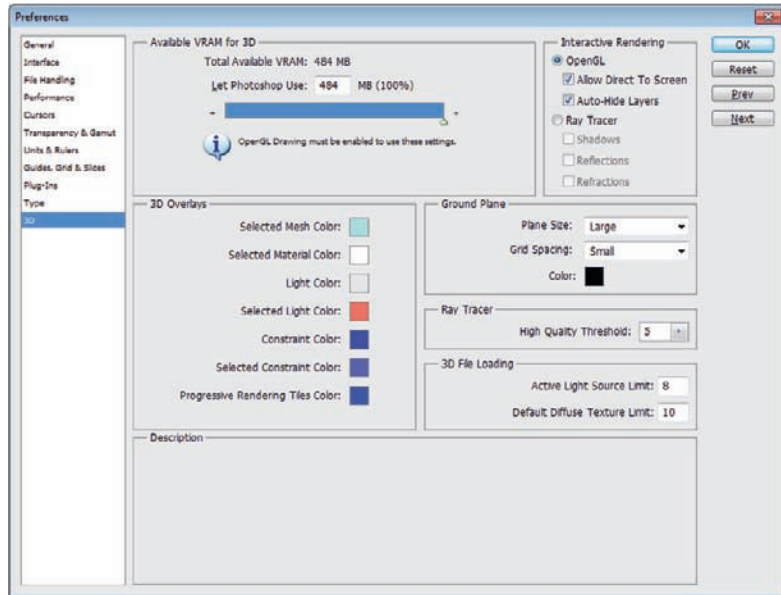 Preferences
General
Interface
File Handling
Performance
Cursors
Transparency & Gamut
Units & Rulers
Guides, Grid & Slices
Plug-Ins
Type
3D
Available VRAM for 3D
Total Available VRAM: 484 MB
Let Photoshop Use: 484 MB (100%)
- +
OpenGL Drawing must be enabled to use these settings.
Interactive Rendering
OpenGL
Allow Direct To Screen
Auto-Hide Layers
Ray Tracer
Shadows
Reflections
Refractions
OK
Reset
Prev
Next
3D Overlays
Selected Mesh Color:
Selected Material Color:
Light Color:
Selected Light Color:
Constraint Color:
Selected Constraint Color:
Progressive Rendering Tiles Color:
Ground Plane
Plane Size: Large
Grid Spacing: Small
Color:
Ray Tracer
High Quality Threshold: 5
3D File Loading
Active Light Source Limit: 8
Default Diffuse Texture Limit: 10
Description